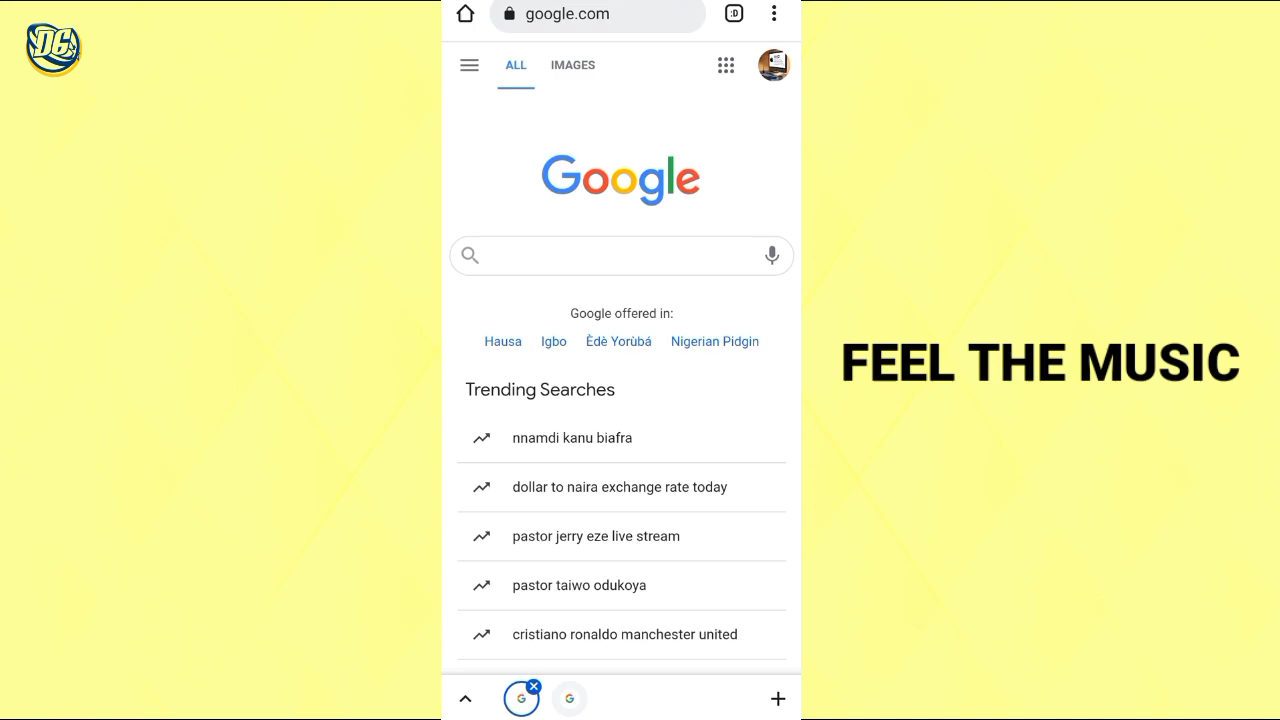 DG
google.com
:D
ALL IMAGES
Google
Google offered in:
Hausa Igbo Èdè Yorùbá Nigerian Pidgin
Trending Searches
nnamdi kanu biafra
dollar to naira exchange rate today
pastor jerry eze live stream
pastor taiwo odukoya
cristiano ronaldo manchester united
G G
FEEL THE MUSIC